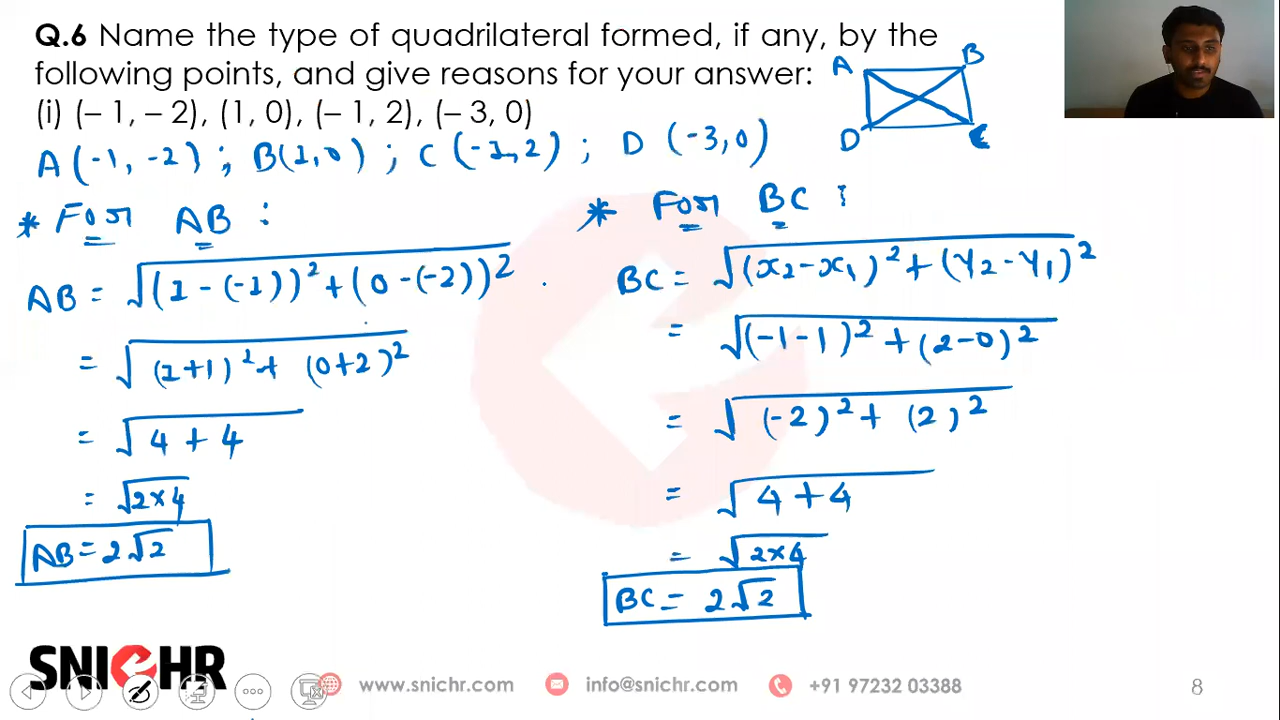 Q.6 Name the type of quadrilateral formed, if any, by the
following points, and give reasons for your answer:
(i) (– 1, – 2), (1, 0), (– 1, 2), (– 3, 0)
A B
D C
A (-1, -2) ; B(1,0) ; C (-1,2) ; D (-3,0)
* For AB :
AB = √(1-(-1))² + (0-(-2))²
= √(1+1)² + (0+2)²
= √4 + 4
= √2×4
AB = 2√2
* For BC :
BC = √(x₂-x₁)² + (y₂-y₁)²
= √(-1-1)² + (2-0)²
= √(-2)² + (2)²
= √4+4
= √2×4
BC = 2√2
SNICHR
www.snichr.com info@snichr.com +91 97232 03388 8